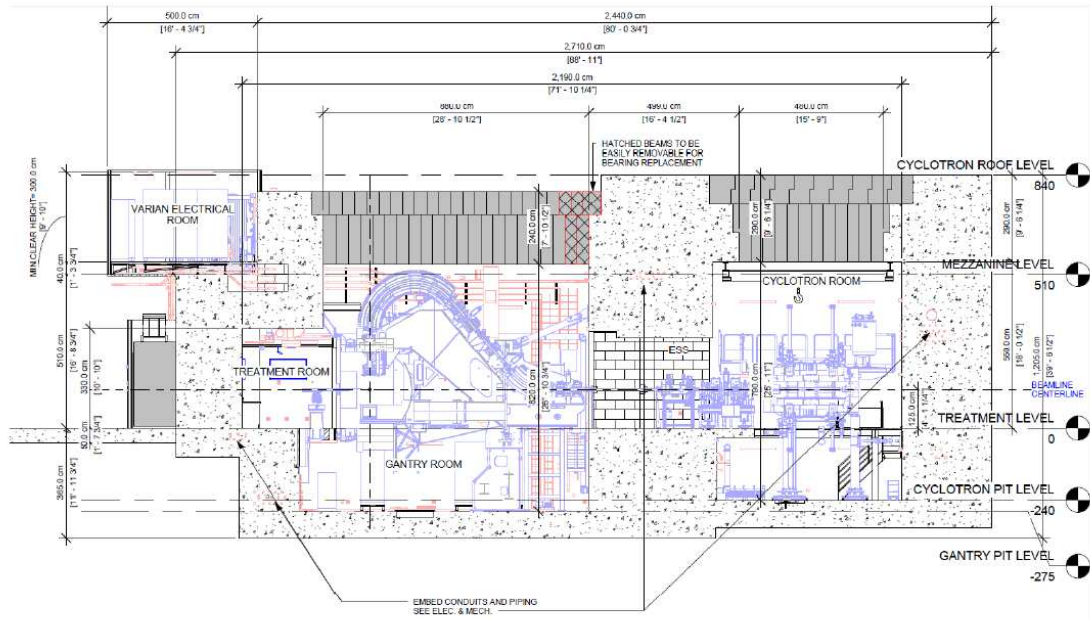 500.0 cm
[16' - 4 3/4"]
2,440.0 cm
[80' - 0 3/4"]
2,710.0 cm
[88' - 11"]
2,190.0 cm
[71' - 10 1/4"]
[28' - 10 1/2"]
499.0 cm
[16' - 4 1/2"]
480.0 cm
[15' - 9"]
HATCHED BEAMS TO BE
EASILY REMOVABLE FOR
BEARING REPLACEMENT
CYCLOTRON ROOF LEVEL
840
VARIAN ELECTRICAL
ROOM
MIN CLEAR HEIGHT= 300.0 cm
[9' - 10"]
240.0 cm
7' - 10 1/2"
290.0 cm
[9' - 6 1/4"]
290.0 cm
[9' - 6 1/4"]
40.0 cm
[1' - 3 3/4"]
MEZZANINE LEVEL
510
CYCLOTRON ROOM
510.0 cm
[16' - 8 3/4"]
330.0 cm
[10' - 10"]
TREATMENT ROOM
ESS
820.0 cm
[26' - 10 3/4"]
790.0 cm
[25' - 11"]
[18' - 0 1/2"]
1,205.0 cm
[39' - 6 1/2"]
BEAMLINE
CENTERLINE
125.0 cm
4' - 1 1/4"
TREATMENT LEVEL
0
50.0 cm
[1' - 7 3/4"]
365.0 cm
[11' - 11 3/4"]
GANTRY ROOM
CYCLOTRON PIT LEVEL
-240
GANTRY PIT LEVEL
-275
EMBED CONDUITS AND PIPING
SEE ELEC. & MECH.